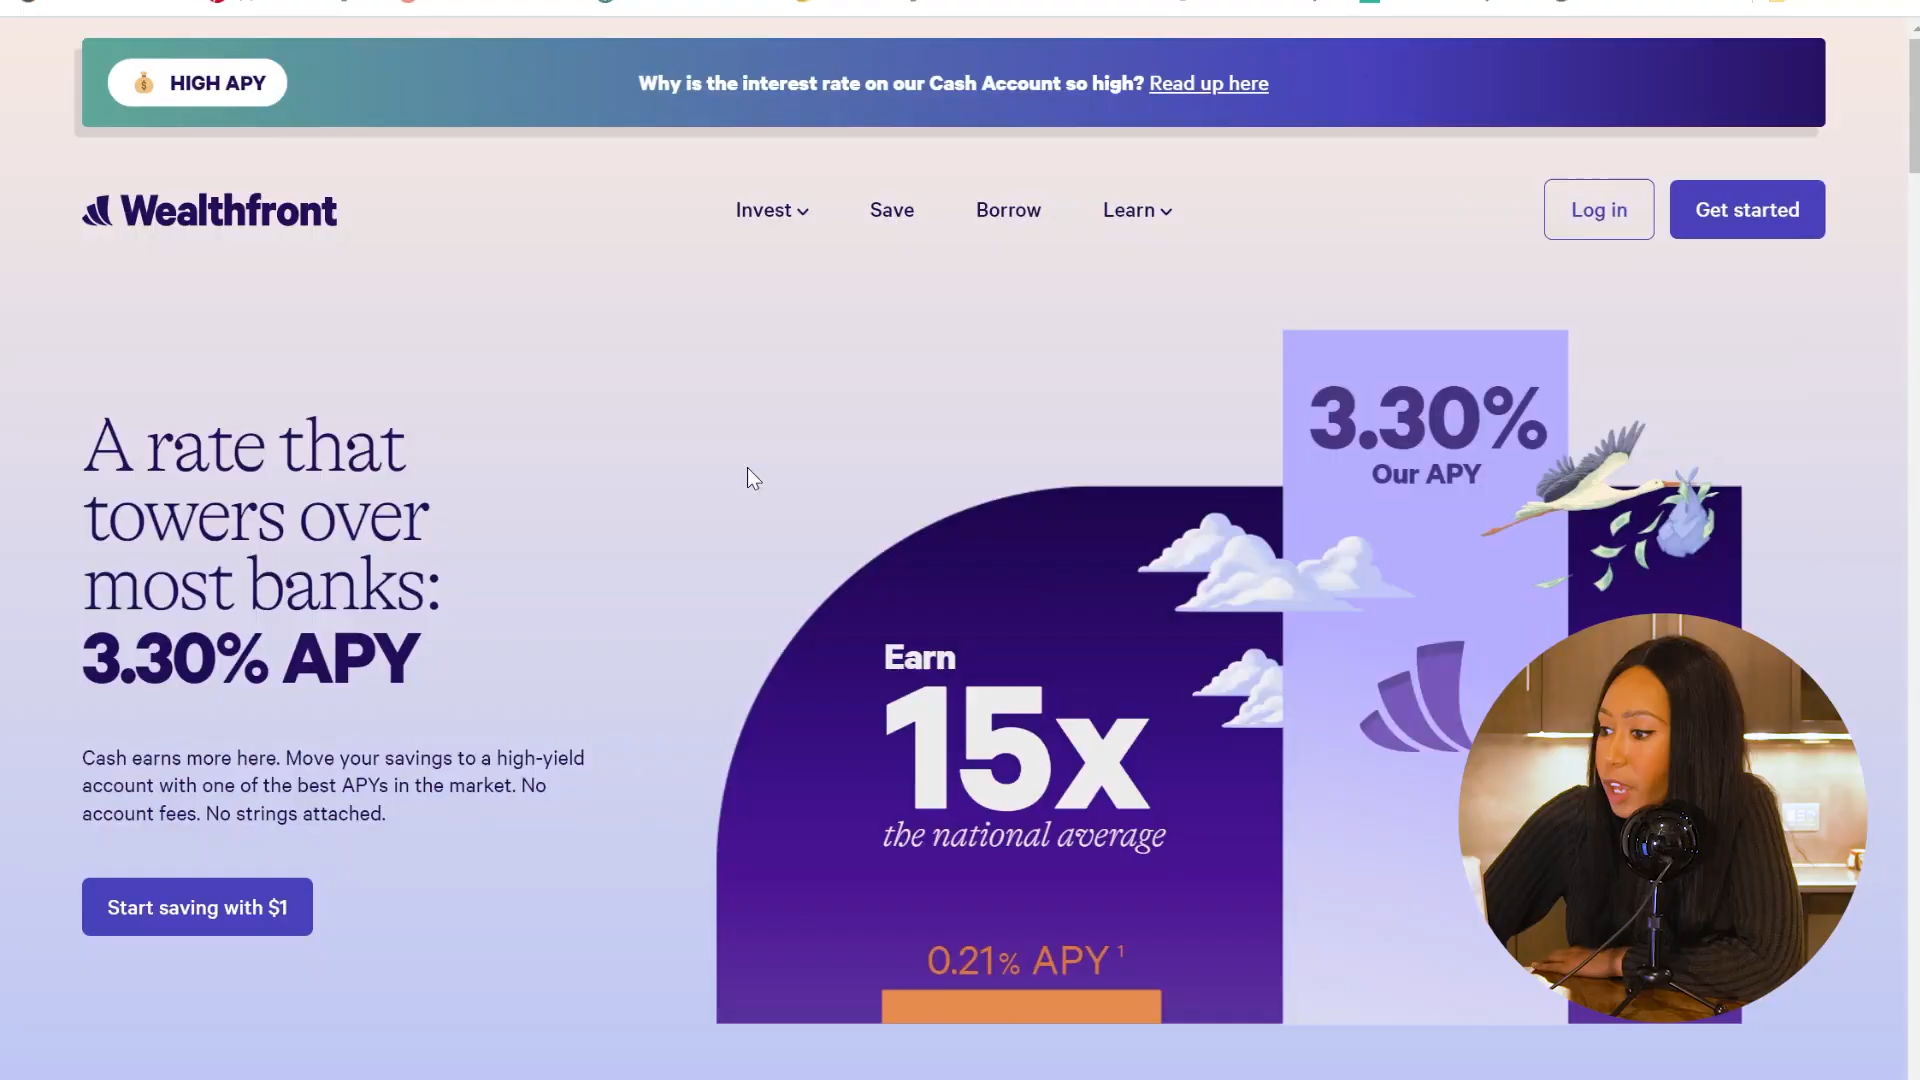 HIGH APY
Why is the interest rate on our Cash Account so high? Read up here
Wealthfront
Invest
Save
Borrow
Learn
Log in
Get started
A rate that
towers over
most banks:
3.30% APY
Cash earns more here. Move your savings to a high-yield
account with one of the best APYs in the market. No
account fees. No strings attached.
Start saving with $1
3.30%
Our APY
Earn
15x
the national average
0.21% APY 1